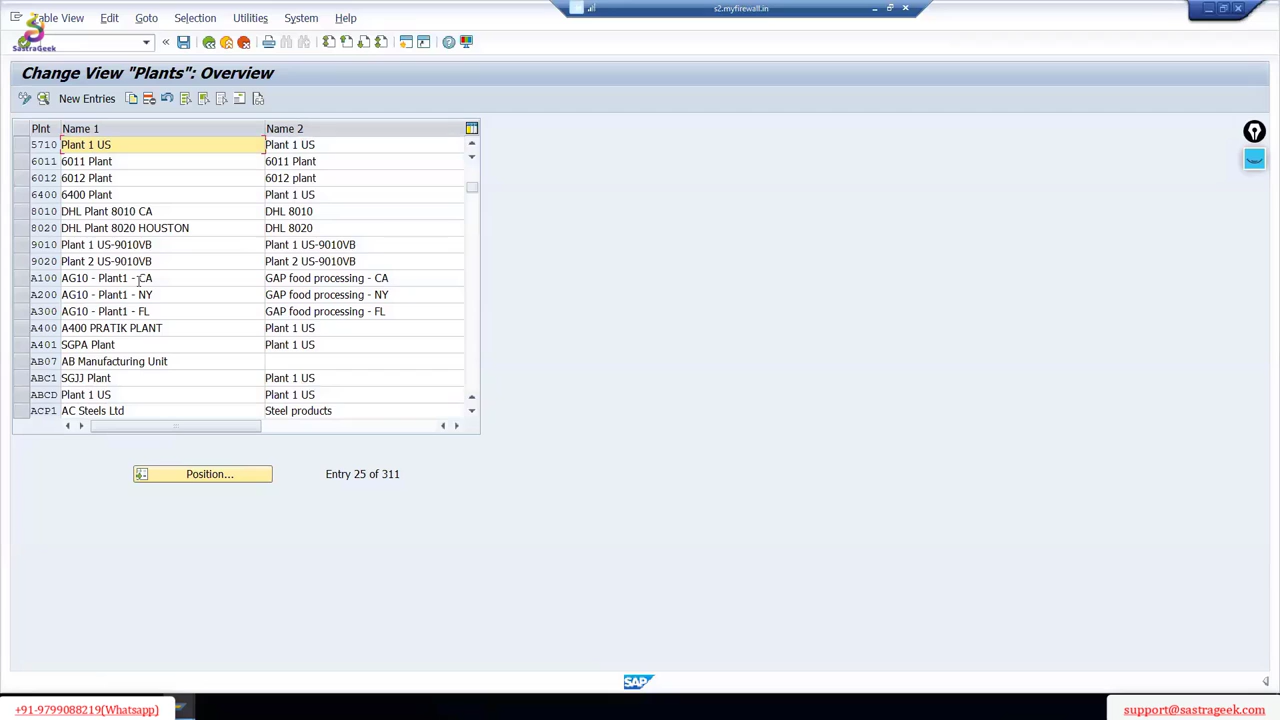 s2.myfirewall.in
Table View Edit Goto Selection Utilities System Help
SastraGeek
Change View "Plants": Overview
New Entries
Plnt Name 1 Name 2
5710 Plant 1 US Plant 1 US
6011 6011 Plant 6011 Plant
6012 6012 Plant 6012 plant
6400 6400 Plant Plant 1 US
8010 DHL Plant 8010 CA DHL 8010
8020 DHL Plant 8020 HOUSTON DHL 8020
9010 Plant 1 US-9010VB Plant 1 US-9010VB
9020 Plant 2 US-9010VB Plant 2 US-9010VB
A100 AG10 - Plant1 - CA GAP food processing - CA
A200 AG10 - Plant1 - NY GAP food processing - NY
A300 AG10 - Plant1 - FL GAP food processing - FL
A400 A400 PRATIK PLANT Plant 1 US
A401 SGPA Plant Plant 1 US
AB07 AB Manufacturing Unit
ABC1 SGJJ Plant Plant 1 US
ABCD Plant 1 US Plant 1 US
ACP1 AC Steels Ltd Steel products
Position... Entry 25 of 311
SAP
+91-9799088219(Whatsapp) support@sastrageek.com